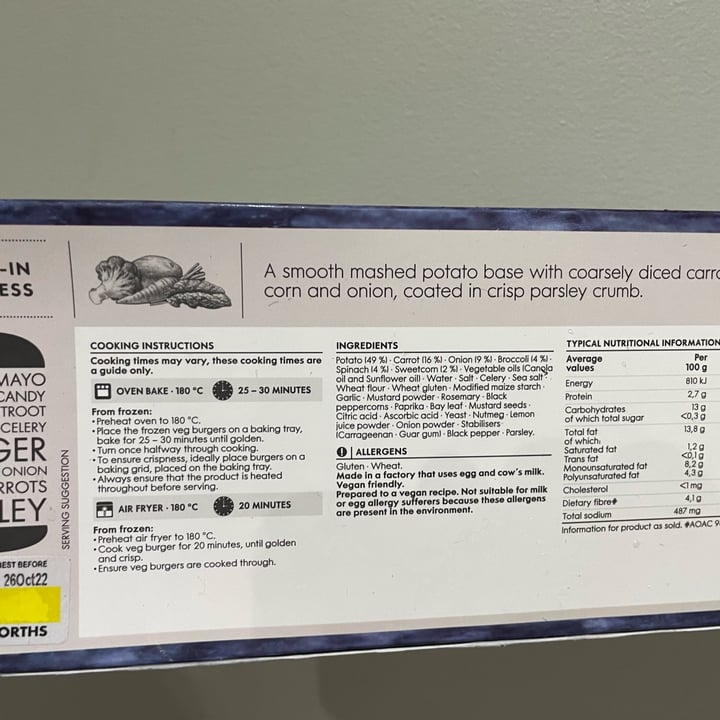 -IN
ESS
MAYO
CANDY
TROOT
CELERY
GER
ONION
RROTS
LEY
SERVING SUGGESTION
EST BEFORE
26Oct22
ORTHS
A smooth mashed potato base with coarsely diced carro
corn and onion, coated in crisp parsley crumb.
COOKING INSTRUCTIONS
Cooking times may vary, these cooking times are
a guide only.
OVEN BAKE · 180 °C 25 – 30 MINUTES
From frozen:
• Preheat oven to 180 °C.
• Place the frozen veg burgers on a baking tray,
bake for 25 – 30 minutes until golden.
• Turn once halfway through cooking.
• To ensure crispness, ideally place burgers on a
baking grid, placed on the baking tray.
• Always ensure that the product is heated
throughout before serving.
AIR FRYER · 180 °C 20 MINUTES
From frozen:
• Preheat air fryer to 180 °C.
• Cook veg burger for 20 minutes, until golden
and crisp.
• Ensure veg burgers are cooked through.
INGREDIENTS
Potato (49 %) · Carrot (16 %) · Onion (9 %) · Broccoli (4 %) ·
Spinach (4 %) · Sweetcorn (2 %) · Vegetable oils (Canola
oil and Sunflower oil) · Water · Salt · Celery · Sea salt ·
Wheat flour · Wheat gluten · Modified maize starch ·
Garlic · Mustard powder · Rosemary · Black
peppercorns · Paprika · Bay leaf · Mustard seeds ·
Citric acid · Ascorbic acid · Yeast · Nutmeg · Lemon
juice powder · Onion powder · Stabilisers
(Carrageenan · Guar gum) · Black pepper · Parsley.
ALLERGENS
Gluten · Wheat.
Made in a factory that uses egg and cow's milk.
Vegan friendly.
Prepared to a vegan recipe. Not suitable for milk
or egg allergy sufferers because these allergens
are present in the environment.
TYPICAL NUTRITIONAL INFORMATION
Average values Per 100 g
Energy 810 kJ
Protein 2,7 g
Carbohydrates 13 g
of which total sugar <0,3 g
Total fat 13,8 g
of which:
Saturated fat 1,2 g
Trans fat <0,1 g
Monounsaturated fat 8,2 g
Polyunsaturated fat 4,3 g
Cholesterol <1 mg
Dietary fibre# 4,1 g
Total sodium 487 mg
Information for product as sold. #AOAC 9